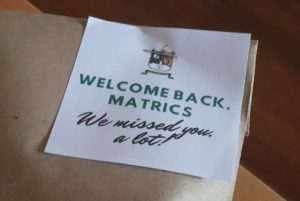 WELCOME BACK,
MATRICS
We missed you,
a lot!